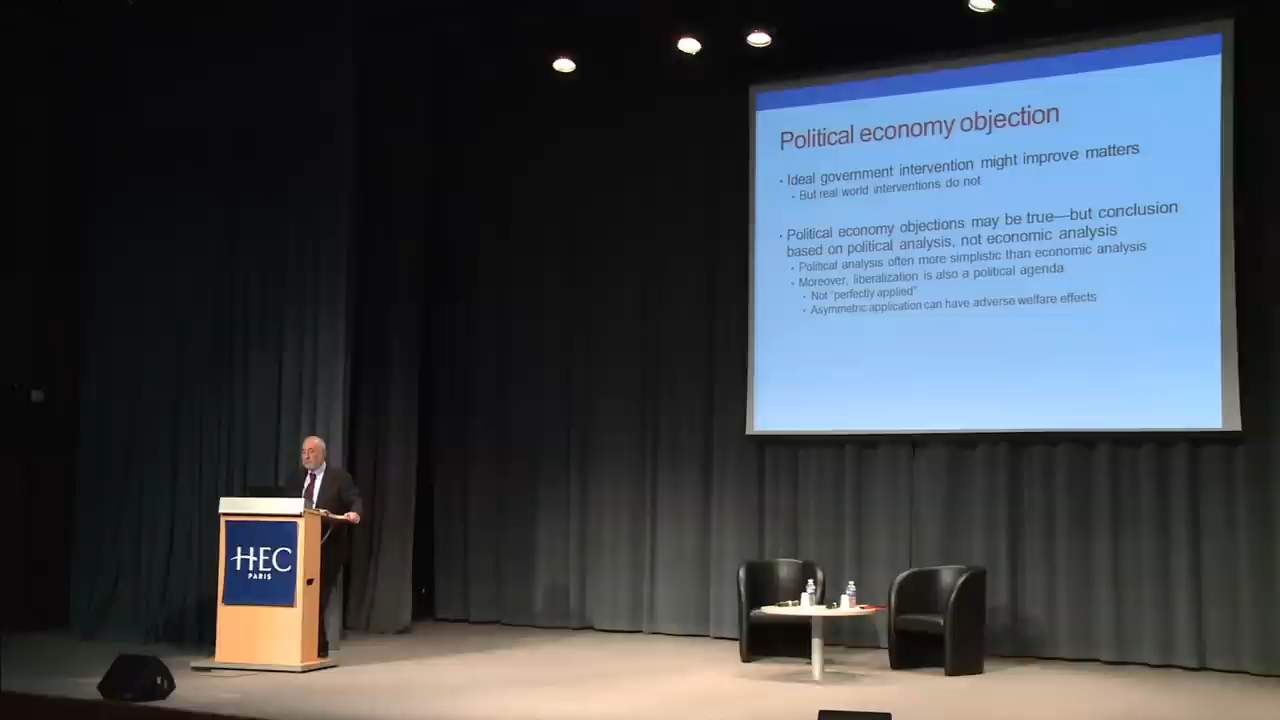 Political economy objection
· Ideal government intervention might improve matters
· But real world interventions do not
· Political economy objections may be true—but conclusion
based on political analysis, not economic analysis
· Political analysis often more simplistic than economic analysis
· Moreover, liberalization is also a political agenda
· Not “perfectly applied”
· Asymmetric application can have adverse welfare effects
HEC
PARIS